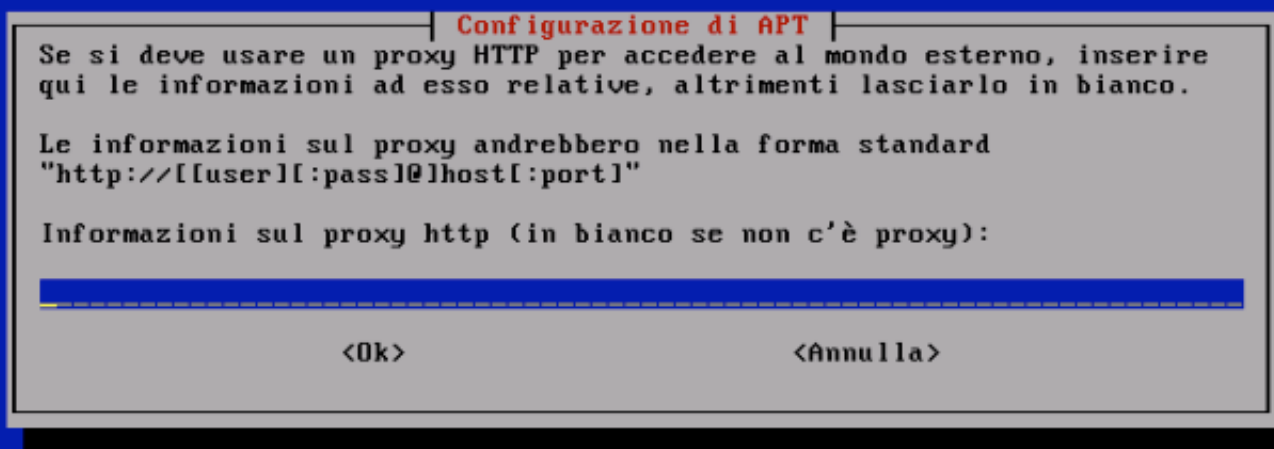 Configurazione di APT
Se si deve usare un proxy HTTP per accedere al mondo esterno, inserire
qui le informazioni ad esso relative, altrimenti lasciarlo in bianco.
Le informazioni sul proxy andrebbero nella forma standard
"http://[[user][:pass]@]host[:port]"
Informazioni sul proxy http (in bianco se non c'è proxy):
<Ok> <Annulla>